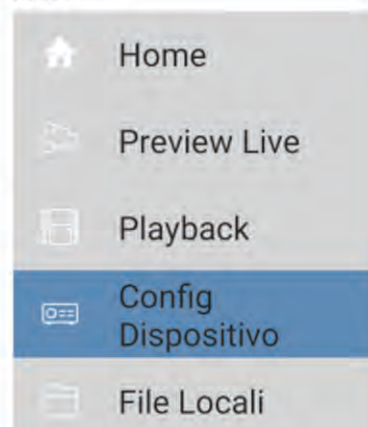 Home
Preview Live
Playback
Config
Dispositivo
File Locali